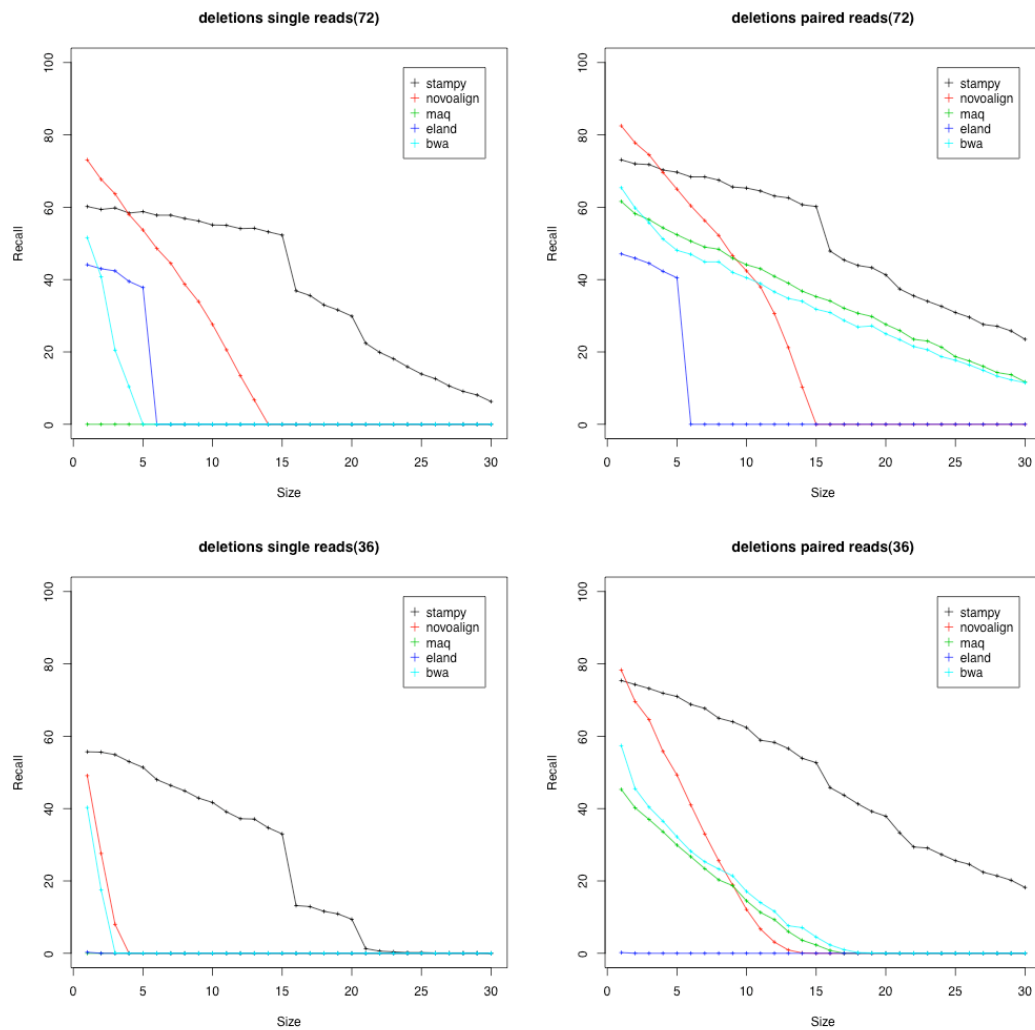 deletions single reads(72)
Recall
0 20 40 60 80 100
stampy
novoalign
maq
eland
bwa
0 5 10 15 20 25 30
Size
deletions paired reads(72)
Recall
0 20 40 60 80 100
stampy
novoalign
maq
eland
bwa
0 5 10 15 20 25 30
Size
deletions single reads(36)
Recall
0 20 40 60 80 100
stampy
novoalign
maq
eland
bwa
0 5 10 15 20 25 30
Size
deletions paired reads(36)
Recall
0 20 40 60 80 100
stampy
novoalign
maq
eland
bwa
0 5 10 15 20 25 30
Size